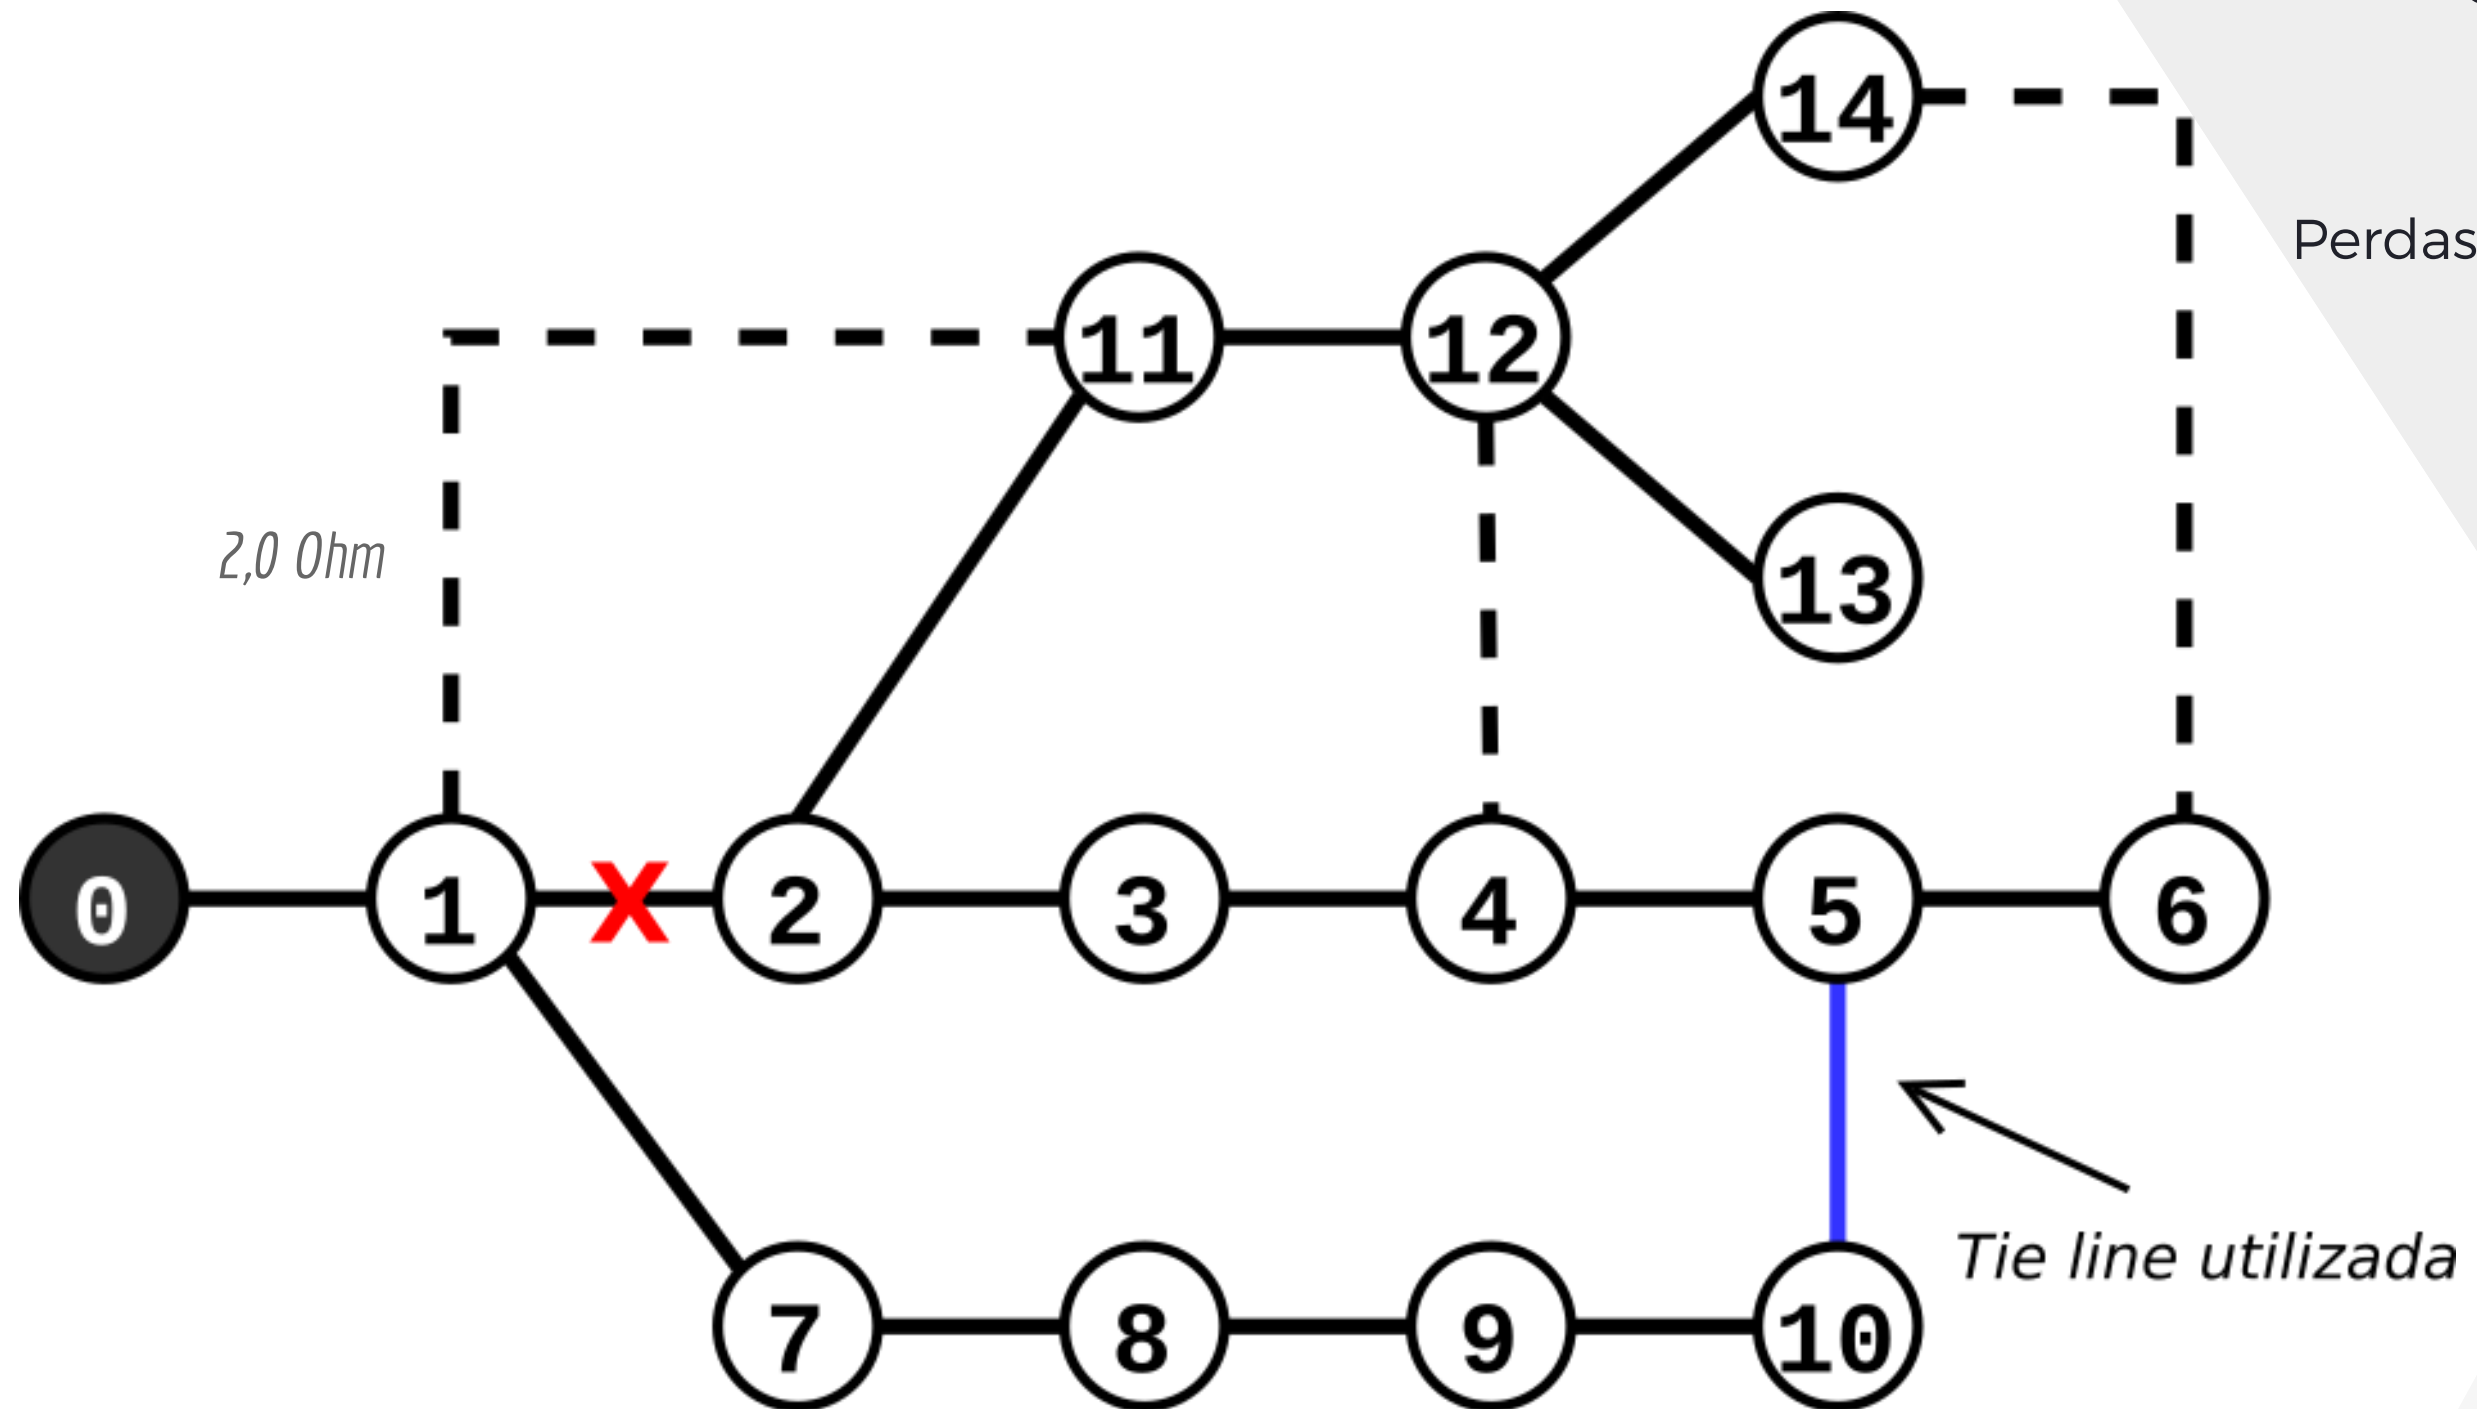 14
Perdas
11 12
2,0 Ohm
13
0 1 X 2 3 4 5 6
Tie line utilizada
7 8 9 10